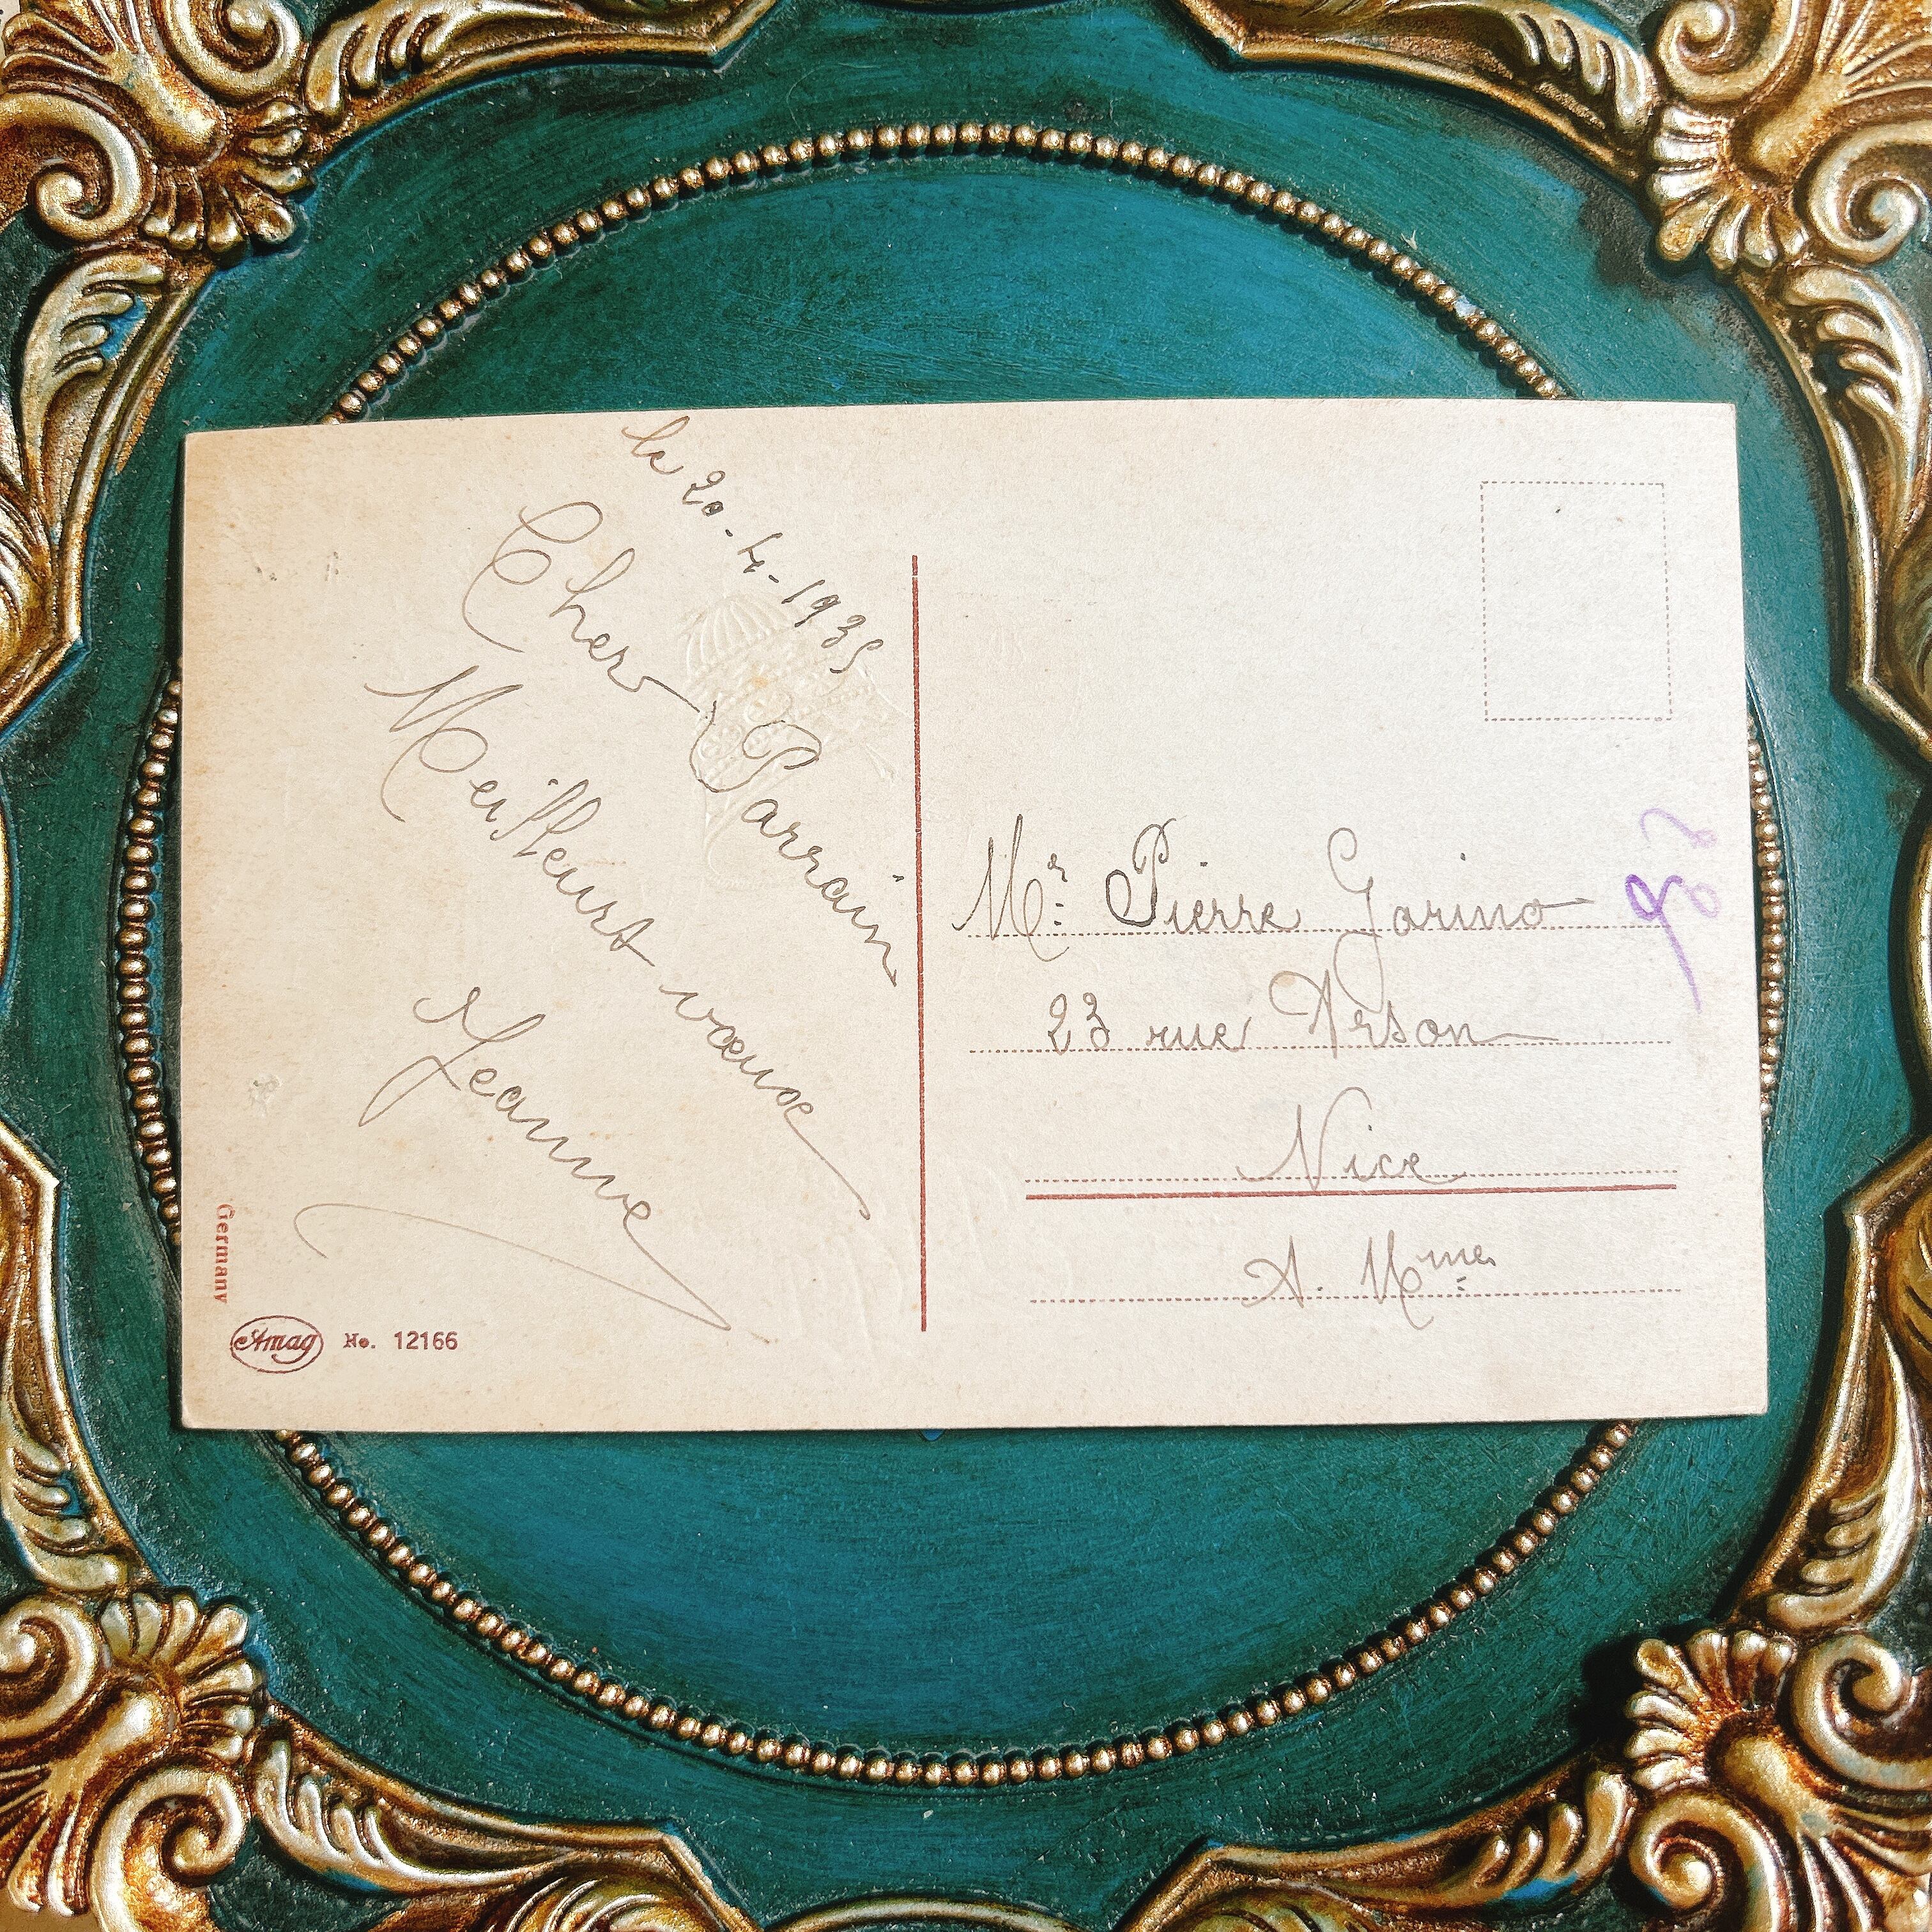 le 20-4-1935
Cher Parrain
Meilleurs vœux
Jeanne
Germany
Amag No. 12166
Mr: Pierre Garino
23 rue Arson
Nice
A. Mmes